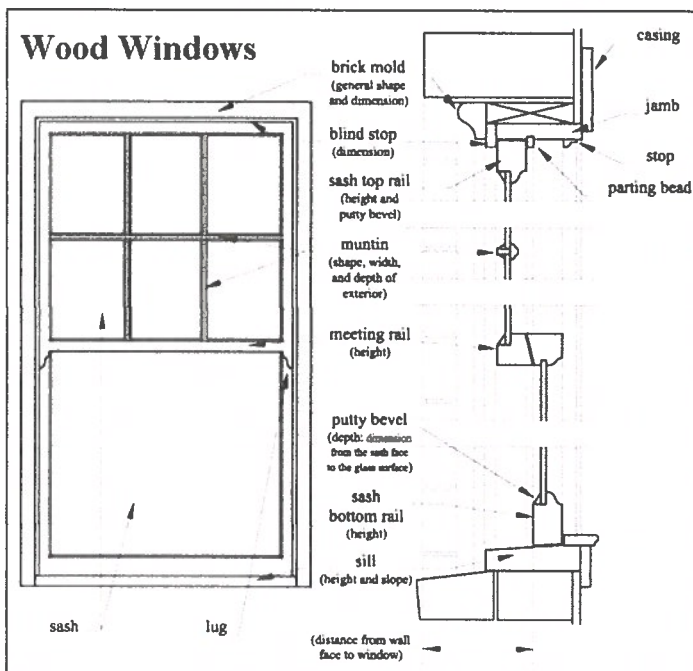 Wood Windows
brick mold
(general shape
and dimension)
blind stop
(dimension)
sash top rail
(height and
putty bevel)
muntin
(shape, width,
and depth of
exterior)
meeting rail
(height)
putty bevel
(depth: dimension
from the sash face
to the glass surface)
sash
bottom rail
(height)
sill
(height and slope)
(distance from wall
face to window)
casing
jamb
stop
parting bead
sash
lug